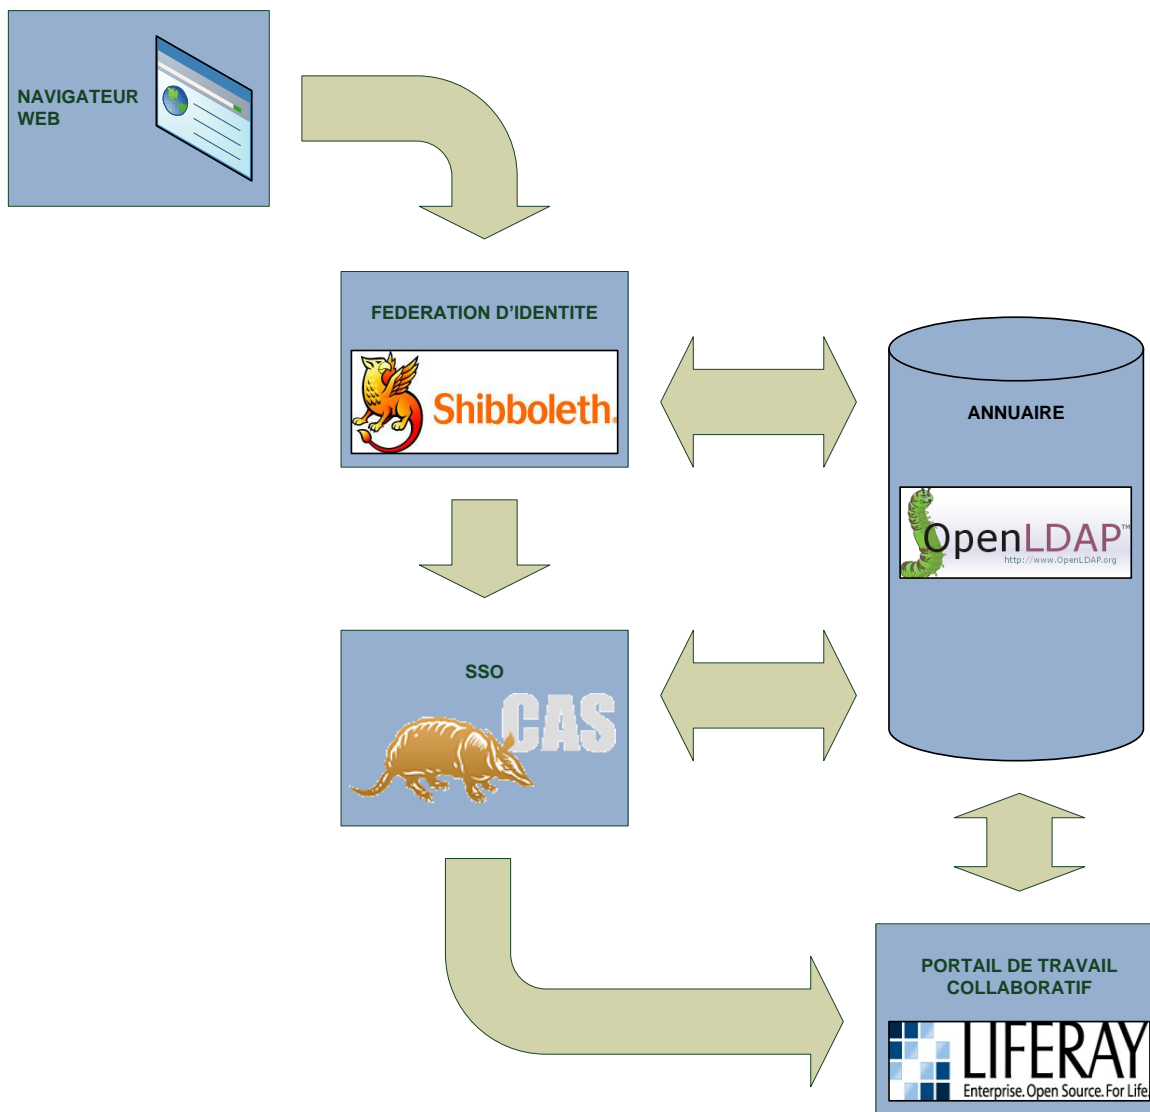 NAVIGATEUR
WEB
FEDERATION D'IDENTITE
Shibboleth.
ANNUAIRE
OpenLDAP™
http://www.OpenLDAP.org
SSO
CAS
PORTAIL DE TRAVAIL
COLLABORATIF
LIFERAY
Enterprise. Open Source. For Life.